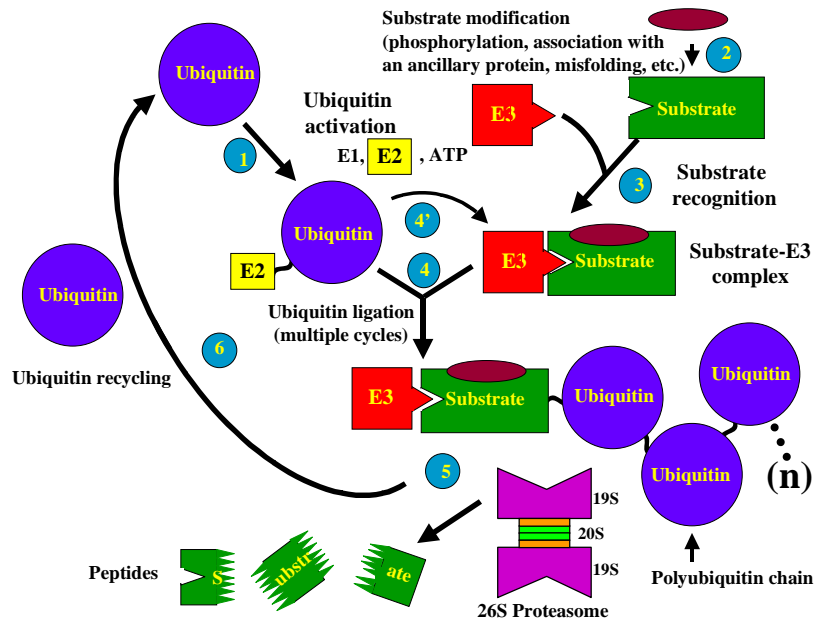 Substrate modification
(phosphorylation, association with
an ancillary protein, misfolding, etc.)
2
Ubiquitin
Substrate
E3
Ubiquitin
activation
1
E1, E2 , ATP
3
Substrate
recognition
4’
Ubiquitin
E2
4
E3
Substrate
Substrate-E3
complex
Ubiquitin
Ubiquitin ligation
(multiple cycles)
6
Ubiquitin recycling
E3
Substrate
Ubiquitin
Ubiquitin
Ubiquitin
(n)
5
19S
20S
19S
Peptides
S
ubstr
ate
26S Proteasome
Polyubiquitin chain